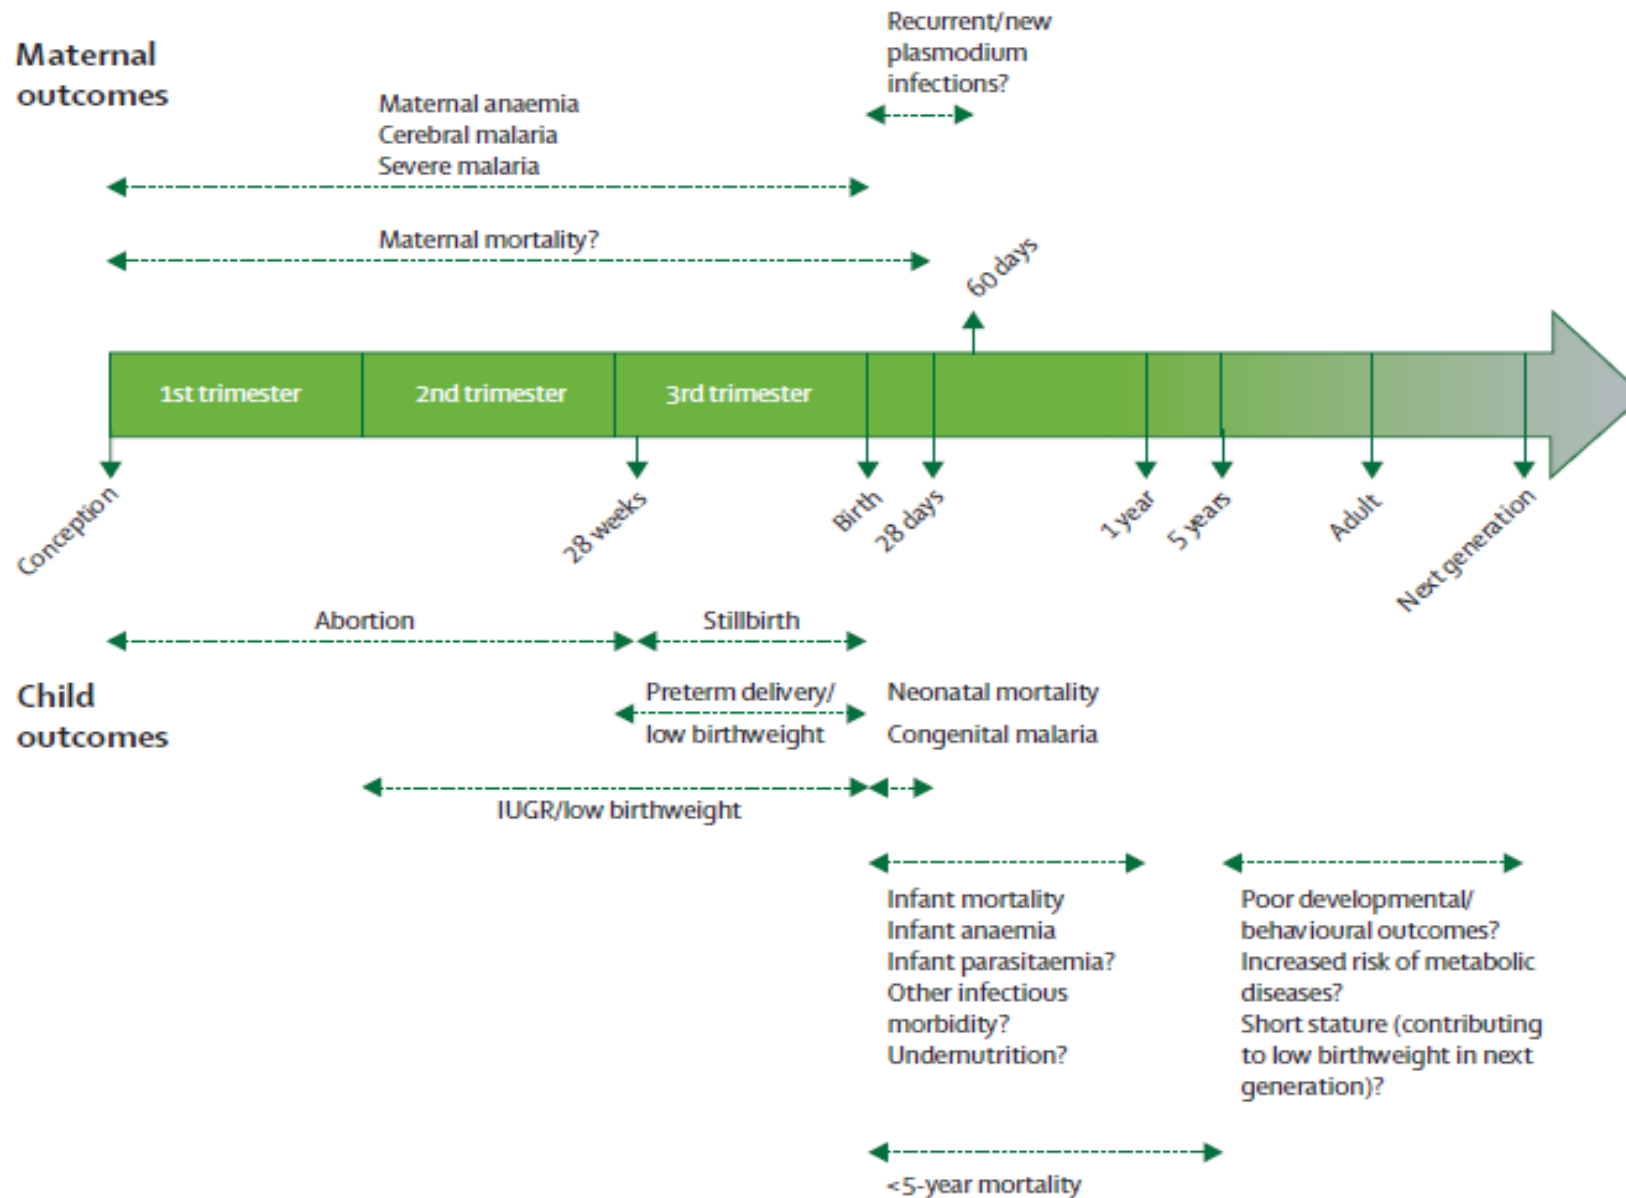 Maternal
outcomes
Recurrent/new
plasmodium
infections?
Maternal anaemia
Cerebral malaria
Severe malaria
Maternal mortality?
60 days
1st trimester
2nd trimester
3rd trimester
Conception
28 weeks
Birth
28 days
1 year
5 years
Adult
Next generation
Abortion
Stillbirth
Child
outcomes
Preterm delivery/
low birthweight
Neonatal mortality
Congenital malaria
IUGR/low birthweight
Infant mortality
Infant anaemia
Infant parasitaemia?
Other infectious
morbidity?
Undernutrition?
Poor developmental/
behavioural outcomes?
Increased risk of metabolic
diseases?
Short stature (contributing
to low birthweight in next
generation)?
<5-year mortality